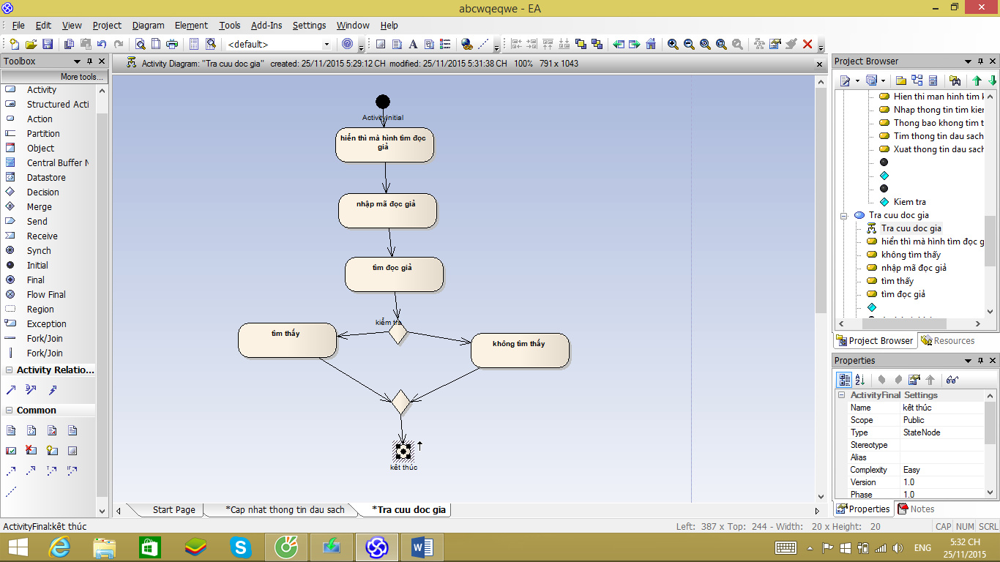 abcwqeqwe - EA
File Edit View Project Diagram Element Tools Add-Ins Settings Window Help
<default>
Toolbox
More tools...
Activity
Structured Acti
Action
Partition
Object
Central Buffer N
Datastore
Decision
Merge
Send
Receive
Synch
Initial
Final
Flow Final
Region
Exception
Fork/Join
Fork/Join
Activity Relatio...
Common
Activity Diagram: "Tra cuu doc gia" created: 25/11/2015 5:29:12 CH modified: 25/11/2015 5:31:38 CH 100% 791 x 1043
ActivityInitial
hiển thì mà hình tìm đọc
giả
nhập mã đọc giả
tìm đọc giả
kiểm tra
tìm thấy
không tìm thấy
kêt thúc
Start Page
*Cap nhat thong tin dau sach
*Tra cuu doc gia
Project Browser
Hien thi man hinh tim k
Nhap thong tin tim kien
Thong bao khong tim t
Tim thong tin dau sach
Xuat thong tin dau sach
Kiem tra
Tra cuu doc gia
Tra cuu doc gia
hiển thì mà hình tìm đọc g
không tìm thấy
nhập mã đọc giả
tìm thấy
tìm đọc giả
Project Browser
Resources
Properties
ActivityFinal Settings
Name kêt thúc
Scope Public
Type StateNode
Stereotype
Alias
Complexity Easy
Version 1.0
Phase 1.0
Properties
Notes
ActivityFinal:kêt thúc
Left: 387 x Top: 244 - Width: 20 x Height: 20
CAP NUM SCRL
ENG
5:32 CH
25/11/2015